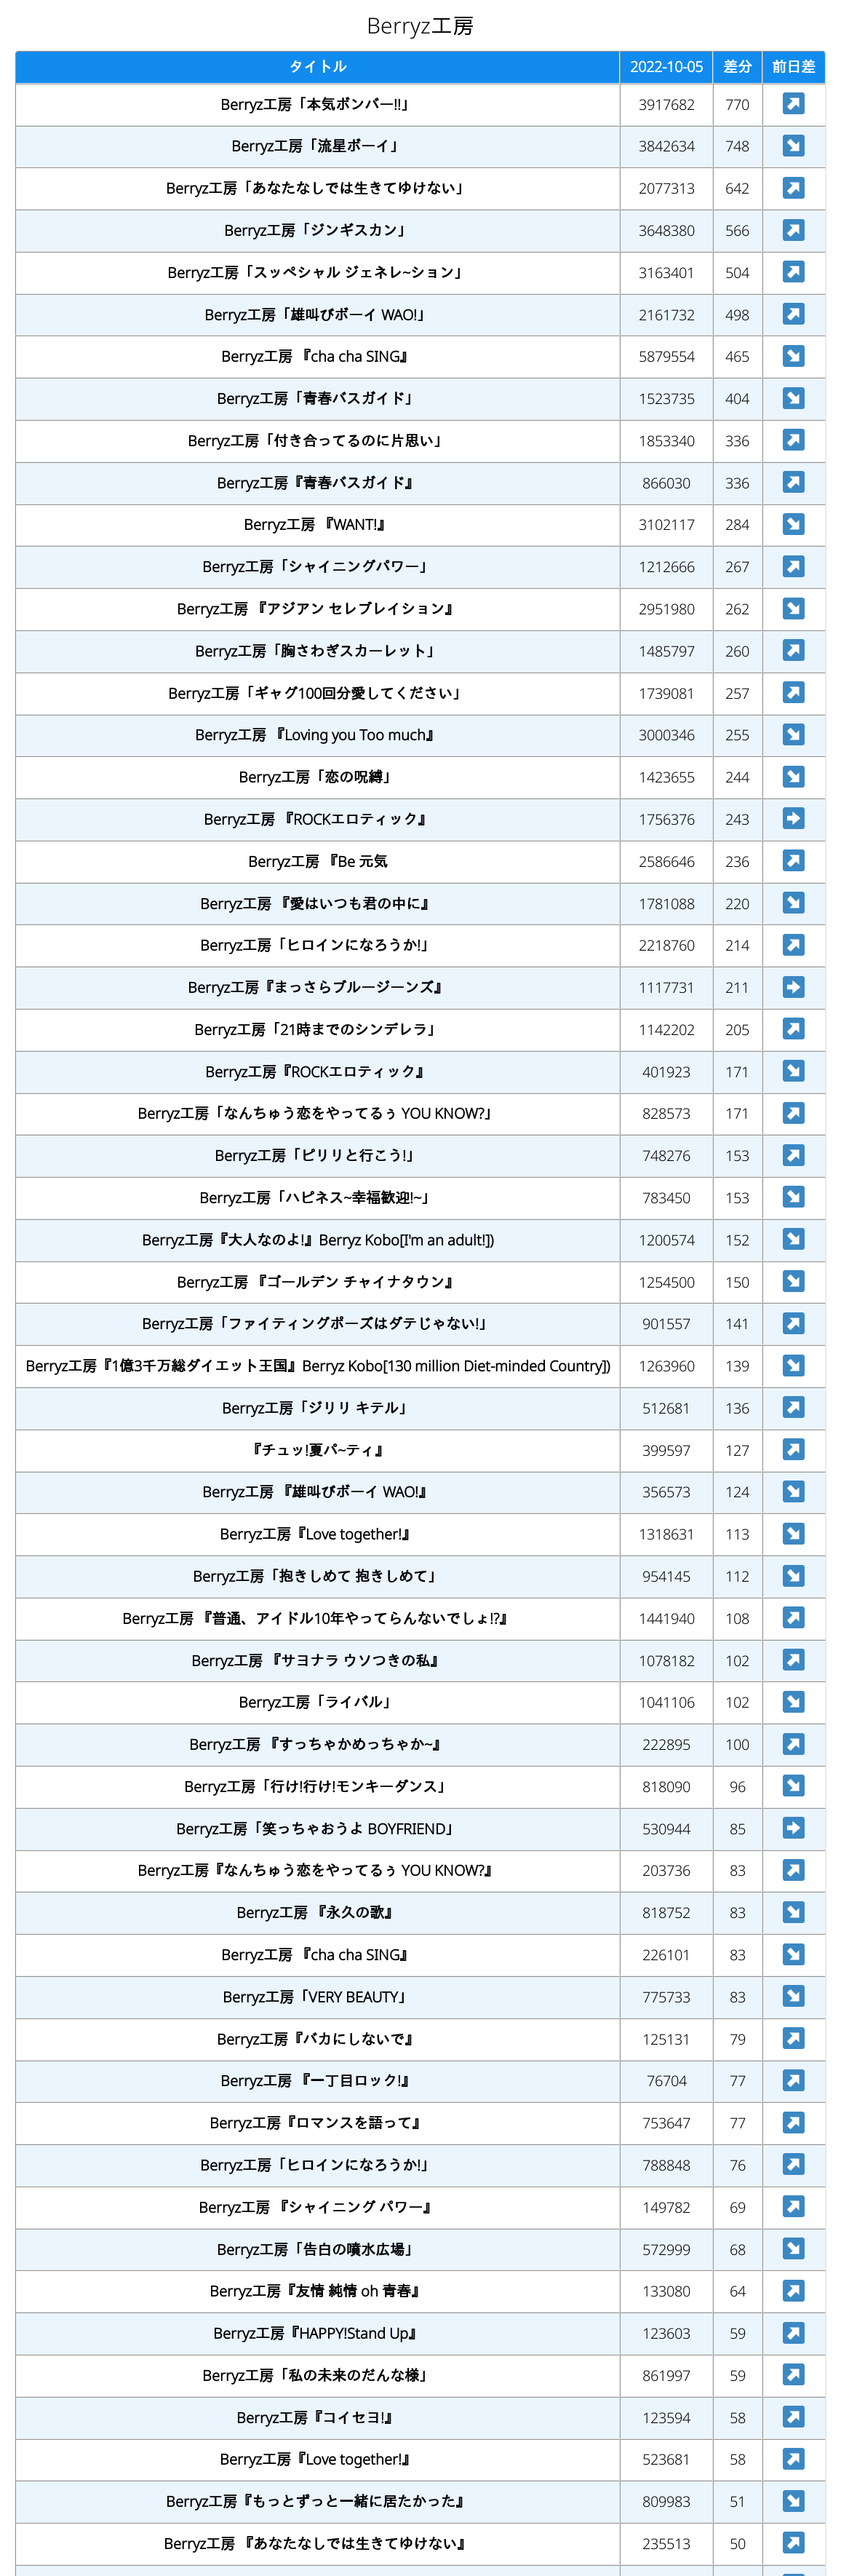 Berryz工房
タイトル 2022-10-05 差分 前日差
Berryz工房「本気ボンバー!!」 3917682 770
Berryz工房「流星ボーイ」 3842634 748
Berryz工房「あなたなしでは生きてゆけない」 2077313 642
Berryz工房「ジンギスカン」 3648380 566
Berryz工房「スッペシャル ジェネレ~ション」 3163401 504
Berryz工房「雄叫びボーイ WAO!」 2161732 498
Berryz工房 『cha cha SING』 5879554 465
Berryz工房「青春バスガイド」 1523735 404
Berryz工房「付き合ってるのに片思い」 1853340 336
Berryz工房『青春バスガイド』 866030 336
Berryz工房 『WANT!』 3102117 284
Berryz工房「シャイニングパワー」 1212666 267
Berryz工房 『アジアン セレブレイション』 2951980 262
Berryz工房「胸さわぎスカーレット」 1485797 260
Berryz工房「ギャグ100回分愛してください」 1739081 257
Berryz工房 『Loving you Too much』 3000346 255
Berryz工房「恋の呪縛」 1423655 244
Berryz工房 『ROCKエロティック』 1756376 243
Berryz工房 『Be 元気 2586646 236
Berryz工房 『愛はいつも君の中に』 1781088 220
Berryz工房「ヒロインになろうか!」 2218760 214
Berryz工房『まっさらブルージーンズ』 1117731 211
Berryz工房「21時までのシンデレラ」 1142202 205
Berryz工房『ROCKエロティック』 401923 171
Berryz工房「なんちゅう恋をやってるぅ YOU KNOW?」 828573 171
Berryz工房「ピリリと行こう!」 748276 153
Berryz工房「ハピネス~幸福歓迎!~」 783450 153
Berryz工房『大人なのよ!』Berryz Kobo[I'm an adult!]) 1200574 152
Berryz工房 『ゴールデン チャイナタウン』 1254500 150
Berryz工房「ファイティングポーズはダテじゃない!」 901557 141
Berryz工房『1億3千万総ダイエット王国』Berryz Kobo[130 million Diet-minded Country]) 1263960 139
Berryz工房「ジリリ キテル」 512681 136
『チュッ!夏パ~ティ』 399597 127
Berryz工房 『雄叫びボーイ WAO!』 356573 124
Berryz工房『Love together!』 1318631 113
Berryz工房「抱きしめて 抱きしめて」 954145 112
Berryz工房 『普通、アイドル10年やってらんないでしょ!?』 1441940 108
Berryz工房 『サヨナラ ウソつきの私』 1078182 102
Berryz工房「ライバル」 1041106 102
Berryz工房 『すっちゃかめっちゃか~』 222895 100
Berryz工房「行け!行け!モンキーダンス」 818090 96
Berryz工房「笑っちゃおうよ BOYFRIEND」 530944 85
Berryz工房『なんちゅう恋をやってるぅ YOU KNOW?』 203736 83
Berryz工房 『永久の歌』 818752 83
Berryz工房 『cha cha SING』 226101 83
Berryz工房「VERY BEAUTY」 775733 83
Berryz工房『バカにしないで』 125131 79
Berryz工房 『一丁目ロック!』 76704 77
Berryz工房『ロマンスを語って』 753647 77
Berryz工房「ヒロインになろうか!」 788848 76
Berryz工房 『シャイニング パワー』 149782 69
Berryz工房「告白の噴水広場」 572999 68
Berryz工房『友情 純情 oh 青春』 133080 64
Berryz工房『HAPPY!Stand Up』 123603 59
Berryz工房「私の未来のだんな様」 861997 59
Berryz工房『コイセヨ!』 123594 58
Berryz工房『Love together!』 523681 58
Berryz工房『もっとずっと一緒に居たかった』 809983 51
Berryz工房 『あなたなしでは生きてゆけない』 235513 50